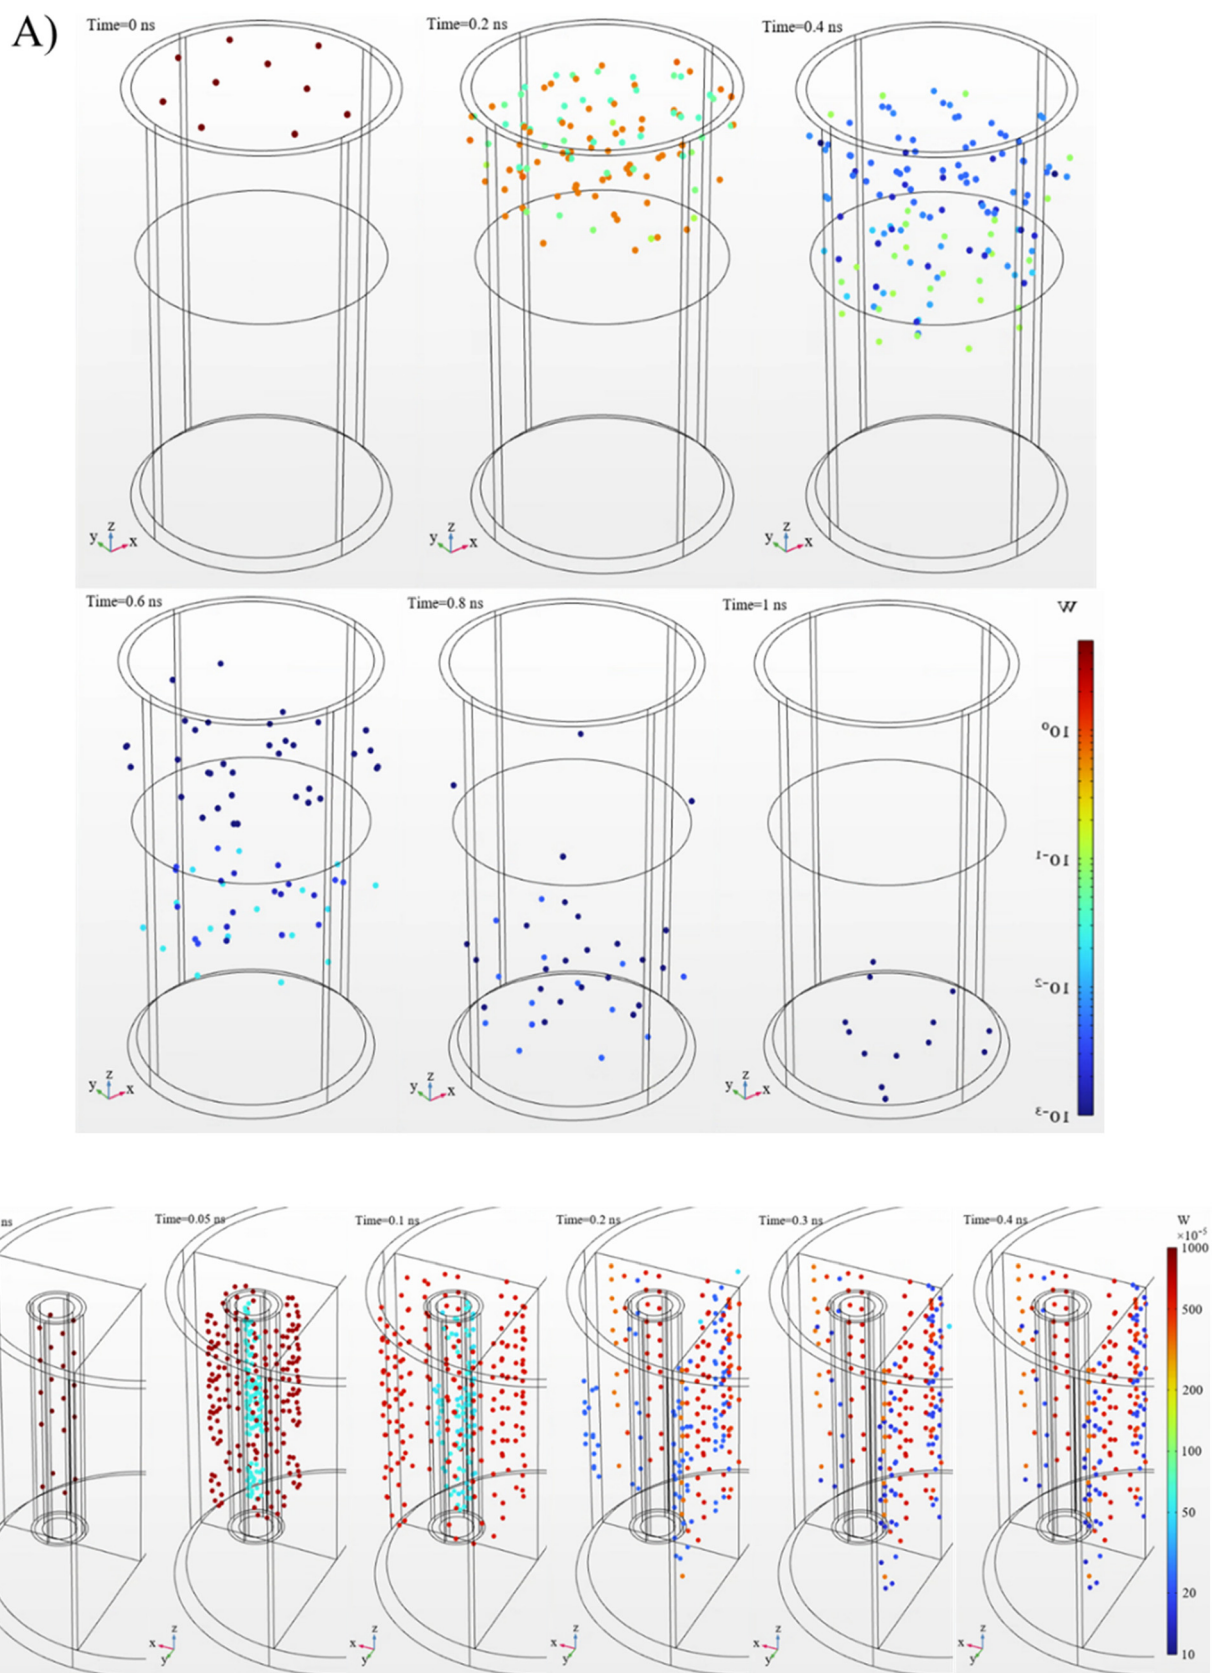 A)
Time=0 ns
Time=0.2 ns
Time=0.4 ns
z
y
x
z
y
x
z
y
x
Time=0.6 ns
Time=0.8 ns
Time=1 ns
W
10⁰
10⁻¹
10⁻²
10⁻³
z
y
x
z
y
x
z
y
x
ns
Time=0.05 ns
Time=0.1 ns
Time=0.2 ns
Time=0.3 ns
Time=0.4 ns
W
×10⁻⁵
1000
500
200
100
50
20
10
z
x
y
z
x
y
z
x
y
z
x
y
z
x
y